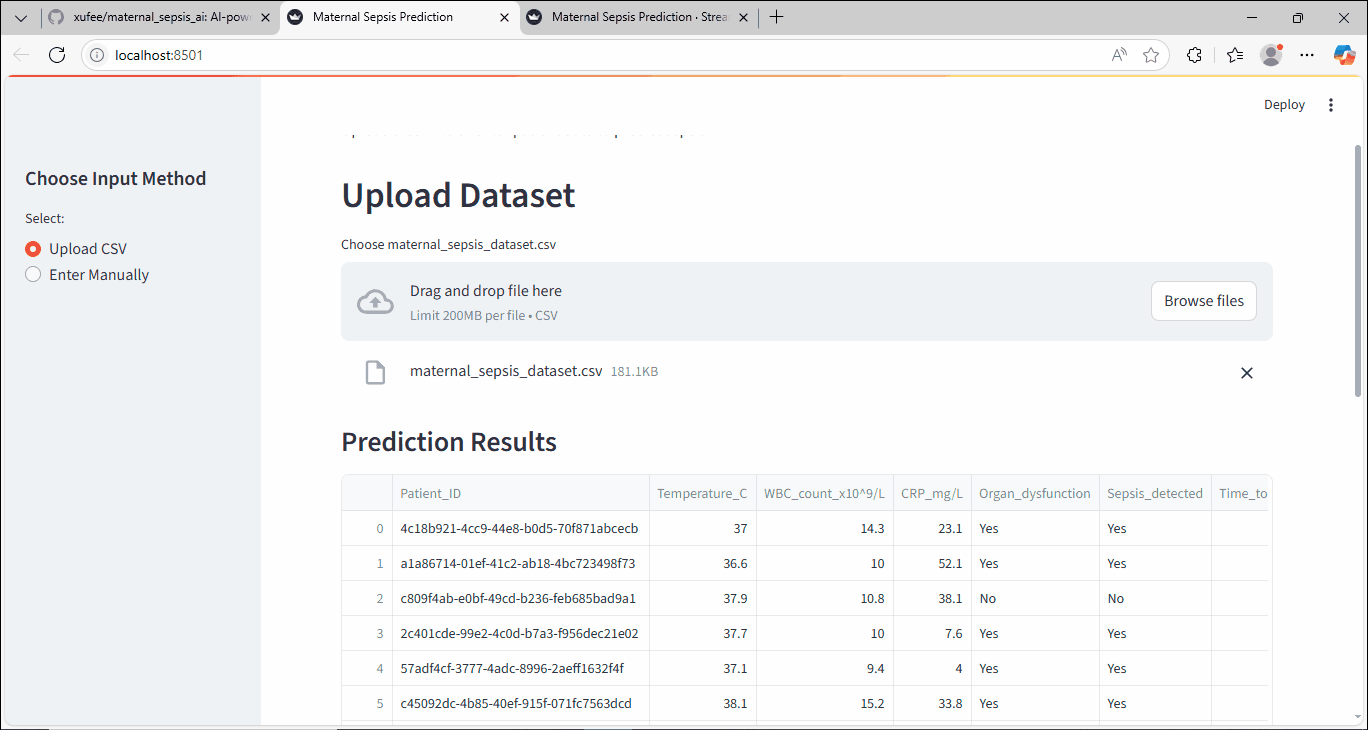 xufee/maternal_sepsis_ai: AI-pow
Maternal Sepsis Prediction
Maternal Sepsis Prediction · Strea
localhost:8501
Deploy
Choose Input Method
Select:
Upload CSV
Enter Manually
Upload Dataset
Choose maternal_sepsis_dataset.csv
Drag and drop file here
Limit 200MB per file • CSV
Browse files
maternal_sepsis_dataset.csv 181.1KB
Prediction Results
Patient_ID Temperature_C WBC_count_x10^9/L CRP_mg/L Organ_dysfunction Sepsis_detected Time_to
0 4c18b921-4cc9-44e8-b0d5-70f871abcecb 37 14.3 23.1 Yes Yes
1 a1a86714-01ef-41c2-ab18-4bc723498f73 36.6 10 52.1 Yes Yes
2 c809f4ab-e0bf-49cd-b236-feb685bad9a1 37.9 10.8 38.1 No No
3 2c401cde-99e2-4c0d-b7a3-f956dec21e02 37.7 10 7.6 Yes Yes
4 57adf4cf-3777-4adc-8996-2aeff1632f4f 37.1 9.4 4 Yes Yes
5 c45092dc-4b85-40ef-915f-071fc7563dcd 38.1 15.2 33.8 Yes Yes